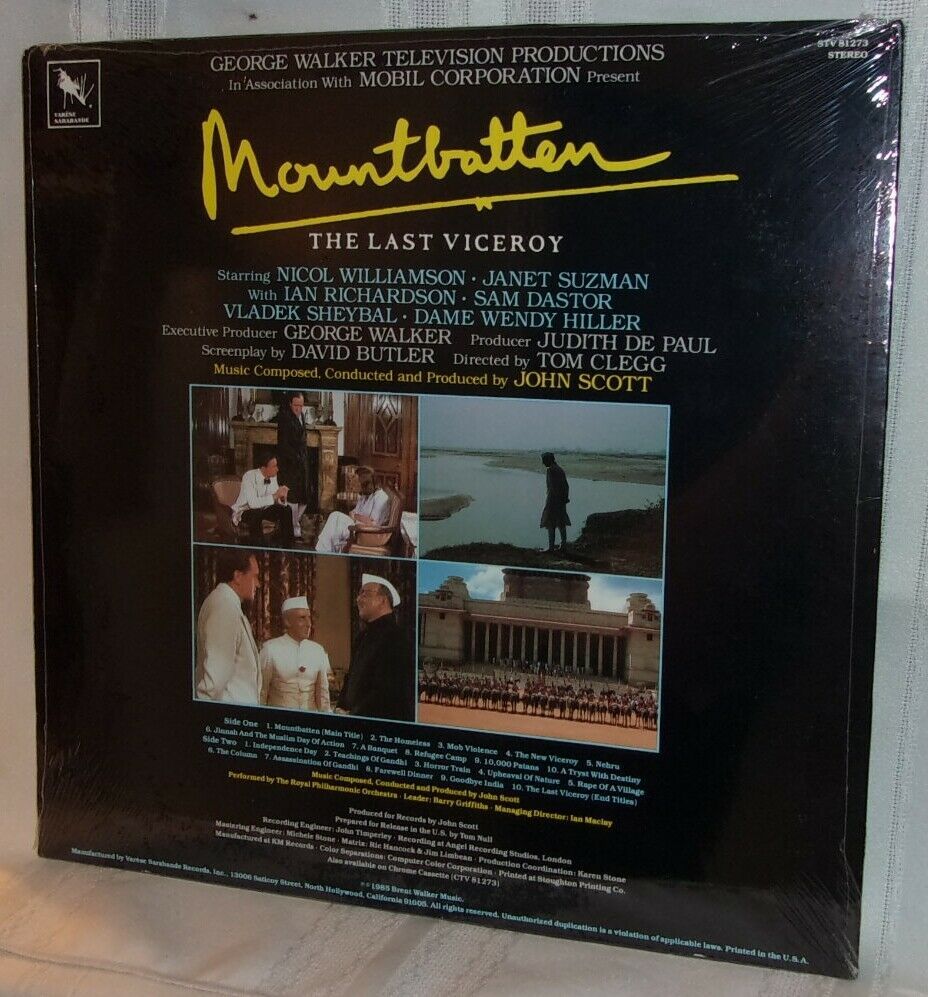 VARÈSE
SARABANDE
STV 81273
STEREO
GEORGE WALKER TELEVISION PRODUCTIONS
In Association With MOBIL CORPORATION Present
Mountbatten
THE LAST VICEROY
Starring NICOL WILLIAMSON · JANET SUZMAN
With IAN RICHARDSON · SAM DASTOR
VLADEK SHEYBAL · DAME WENDY HILLER
Executive Producer GEORGE WALKER Producer JUDITH DE PAUL
Screenplay by DAVID BUTLER Directed by TOM CLEGG
Music Composed, Conducted and Produced by JOHN SCOTT
Side One 1. Mountbatten (Main Title) 2. The Homeless 3. Mob Violence 4. The New Viceroy 5. Nehru
6. Jinnah And The Muslim Day Of Action 7. A Banquet 8. Refugee Camp 9. 10,000 Putans 10. A Tryst With Destiny
Side Two 1. Independence Day 2. Teachings Of Gandhi 3. Horror Train 4. Upheaval Of Nature 5. Rape Of A Village
6. The Column 7. Assassination Of Gandhi 8. Farewell Dinner 9. Goodbye India 10. The Last Viceroy (End Titles)
Music Composed, Conducted and Produced by John Scott
Performed by The Royal Philharmonic Orchestra · Leader: Barry Griffiths · Managing Director: Ian Maclay
Produced for Records by John Scott
Prepared for Release in the U.S. by Tom Null
Recording Engineer: John Timperley · Recording at Angel Recording Studios, London
Mastering Engineer: Michele Stone · Matrix: Ric Hancock & Jim Limbean · Production Coordination: Karen Stone
Manufactured at KM Records · Color Separations: Computer Color Corporation · Printed at Stoughton Printing Co.
Also available on Chrome Cassette (CTV 81273)
℗ © 1985 Brent Walker Music.
Manufactured by Varèse Sarabande Records, Inc., 13006 Saticoy Street, North Hollywood, California 91605. All rights reserved. Unauthorized duplication is a violation of applicable laws. Printed in the U.S.A.